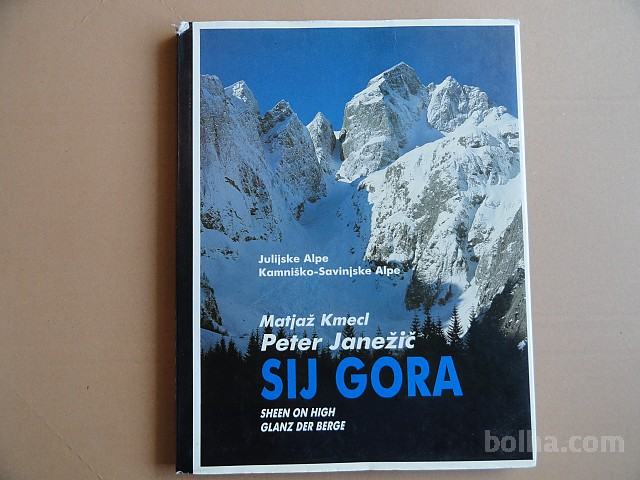 Julijske Alpe
Kamniško-Savinjske Alpe
Matjaž Kmecl
Peter Janežič
SIJ GORA
SHEEN ON HIGH
GLANZ DER BERGE
bolha.com